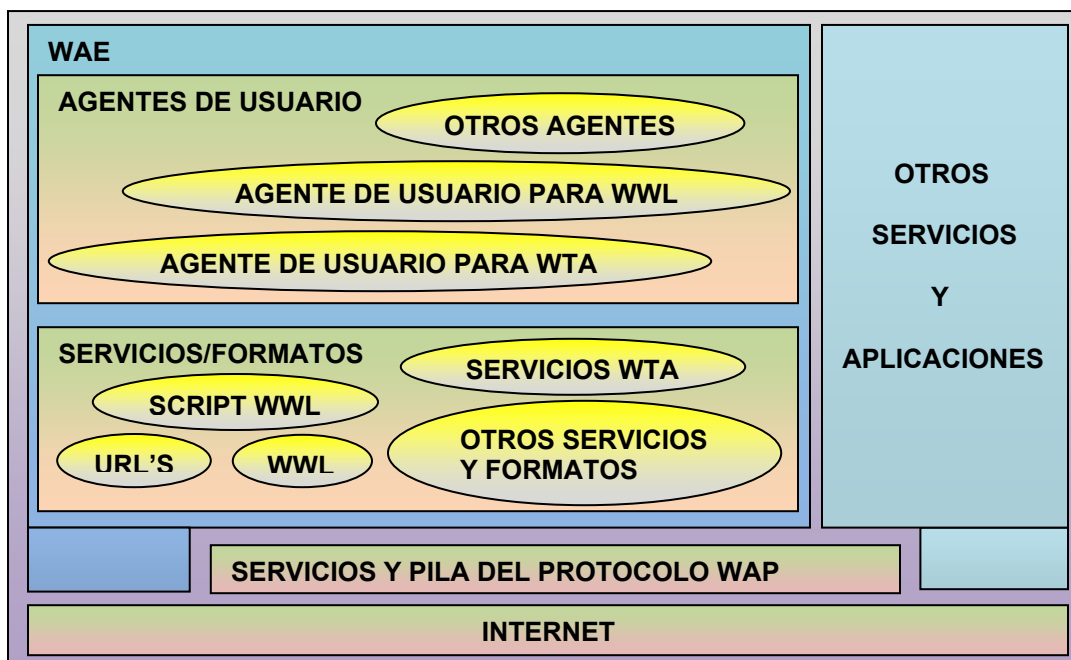 WAE
AGENTES DE USUARIO
OTROS AGENTES
AGENTE DE USUARIO PARA WWL
AGENTE DE USUARIO PARA WTA
SERVICIOS/FORMATOS
SERVICIOS WTA
SCRIPT WWL
OTROS SERVICIOS
Y FORMATOS
URL'S
WWL
OTROS
SERVICIOS
Y
APLICACIONES
SERVICIOS Y PILA DEL PROTOCOLO WAP
INTERNET